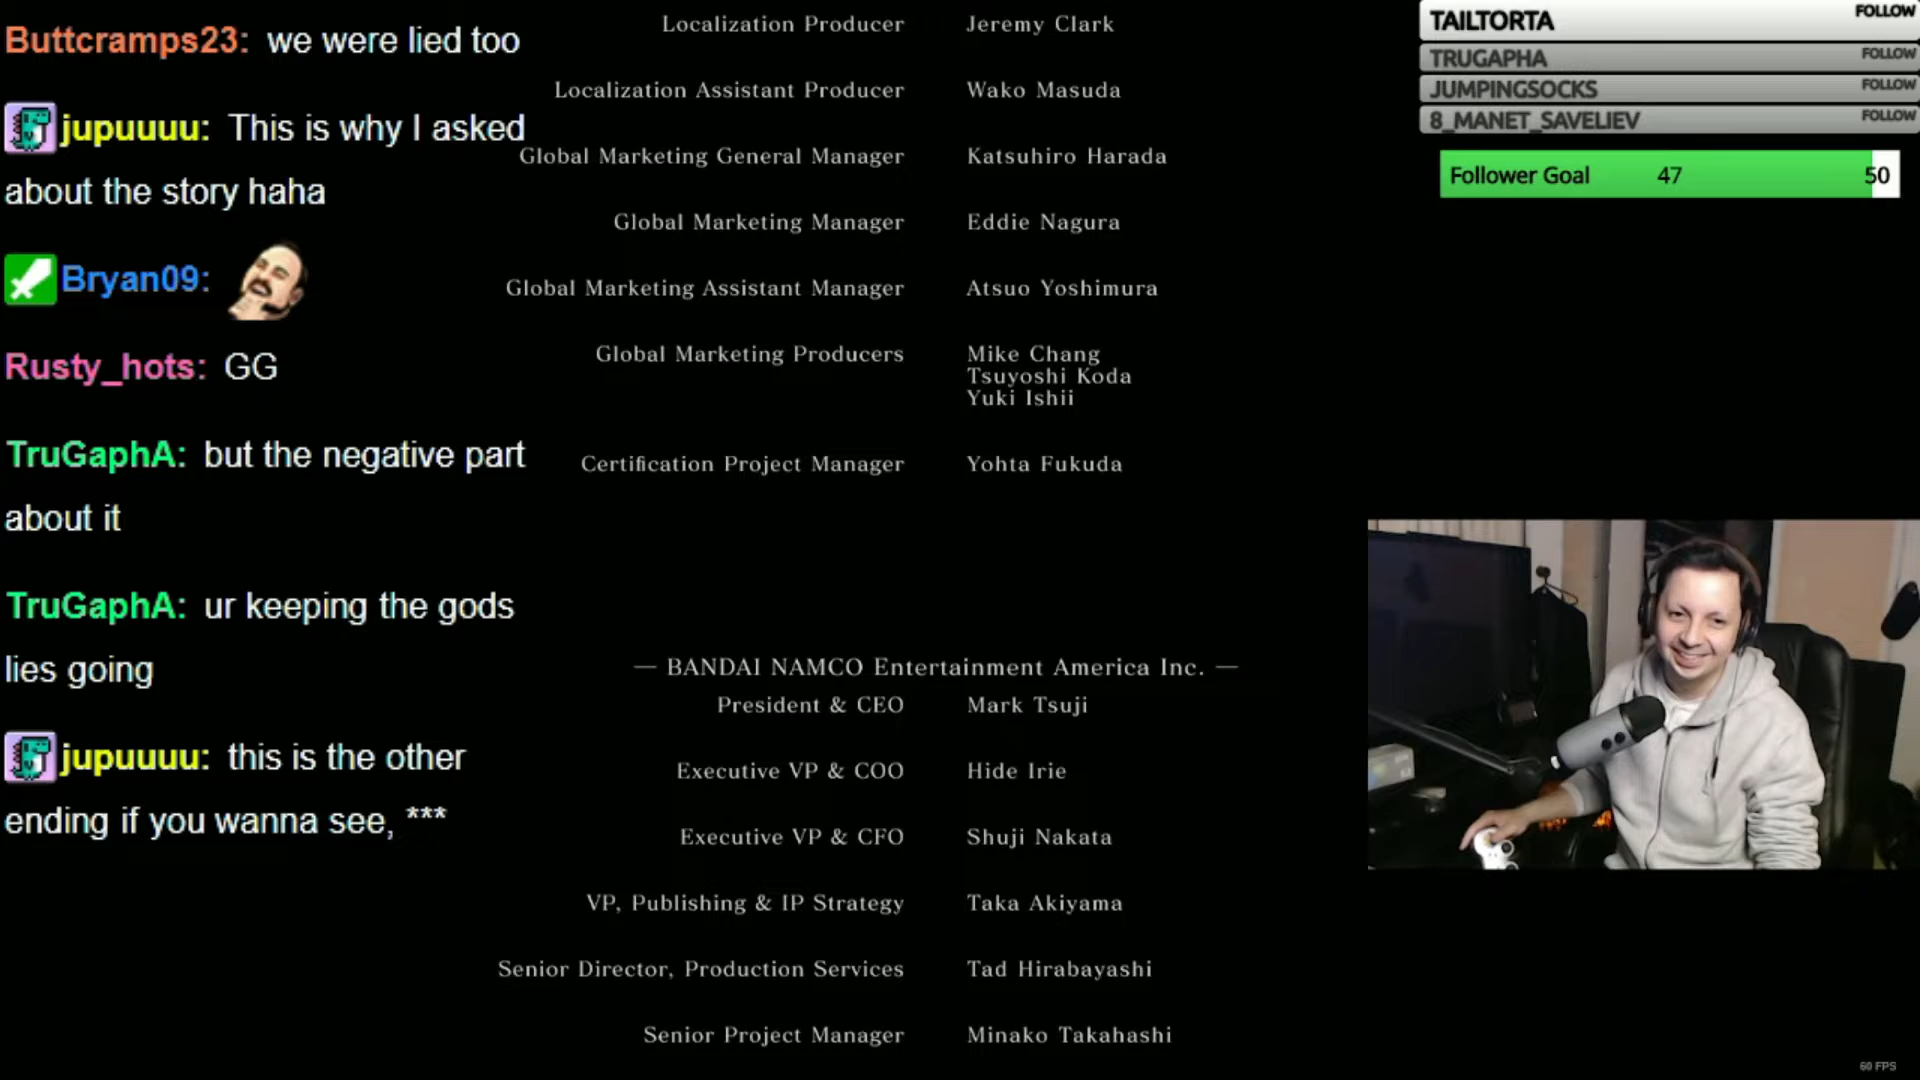 Buttcramps23: we were lied too
jupuuuu: This is why I asked
about the story haha
Bryan09:
Rusty_hots: GG
TruGaphA: but the negative part
about it
TruGaphA: ur keeping the gods
lies going
jupuuuu: this is the other
ending if you wanna see, ***
Localization Producer Jeremy Clark
Localization Assistant Producer Wako Masuda
Global Marketing General Manager Katsuhiro Harada
Global Marketing Manager Eddie Nagura
Global Marketing Assistant Manager Atsuo Yoshimura
Global Marketing Producers Mike Chang
Tsuyoshi Koda
Yuki Ishii
Certification Project Manager Yohta Fukuda
— BANDAI NAMCO Entertainment America Inc. —
President & CEO Mark Tsuji
Executive VP & COO Hide Irie
Executive VP & CFO Shuji Nakata
VP, Publishing & IP Strategy Taka Akiyama
Senior Director, Production Services Tad Hirabayashi
Senior Project Manager Minako Takahashi
TAILTORTA FOLLOW
TRUGAPHA FOLLOW
JUMPINGSOCKS FOLLOW
8_MANET_SAVELIEV FOLLOW
Follower Goal 47 50
60 FPS